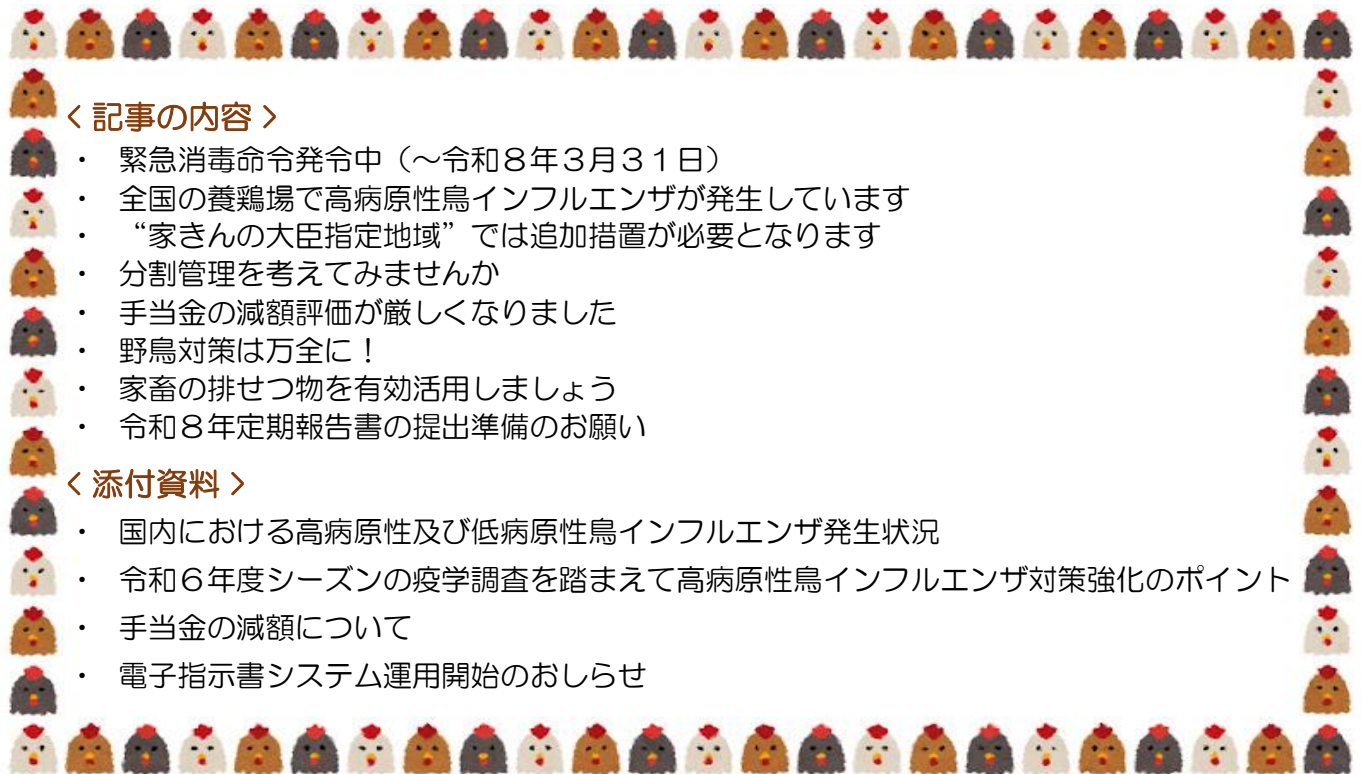 < 記事の内容 >
・ 緊急消毒命令発令中（～令和８年３月３１日）
・ 全国の養鶏場で高病原性鳥インフルエンザが発生しています
・ “家きんの大臣指定地域”では追加措置が必要となります
・ 分割管理を考えてみませんか
・ 手当金の減額評価が厳しくなりました
・ 野鳥対策は万全に！
・ 家畜の排せつ物を有効活用しましょう
・ 令和８年定期報告書の提出準備のお願い
< 添付資料 >
・ 国内における高病原性及び低病原性鳥インフルエンザ発生状況
・ 令和６年度シーズンの疫学調査を踏まえて高病原性鳥インフルエンザ対策強化のポイント
・ 手当金の減額について
・ 電子指示書システム運用開始のおしらせ